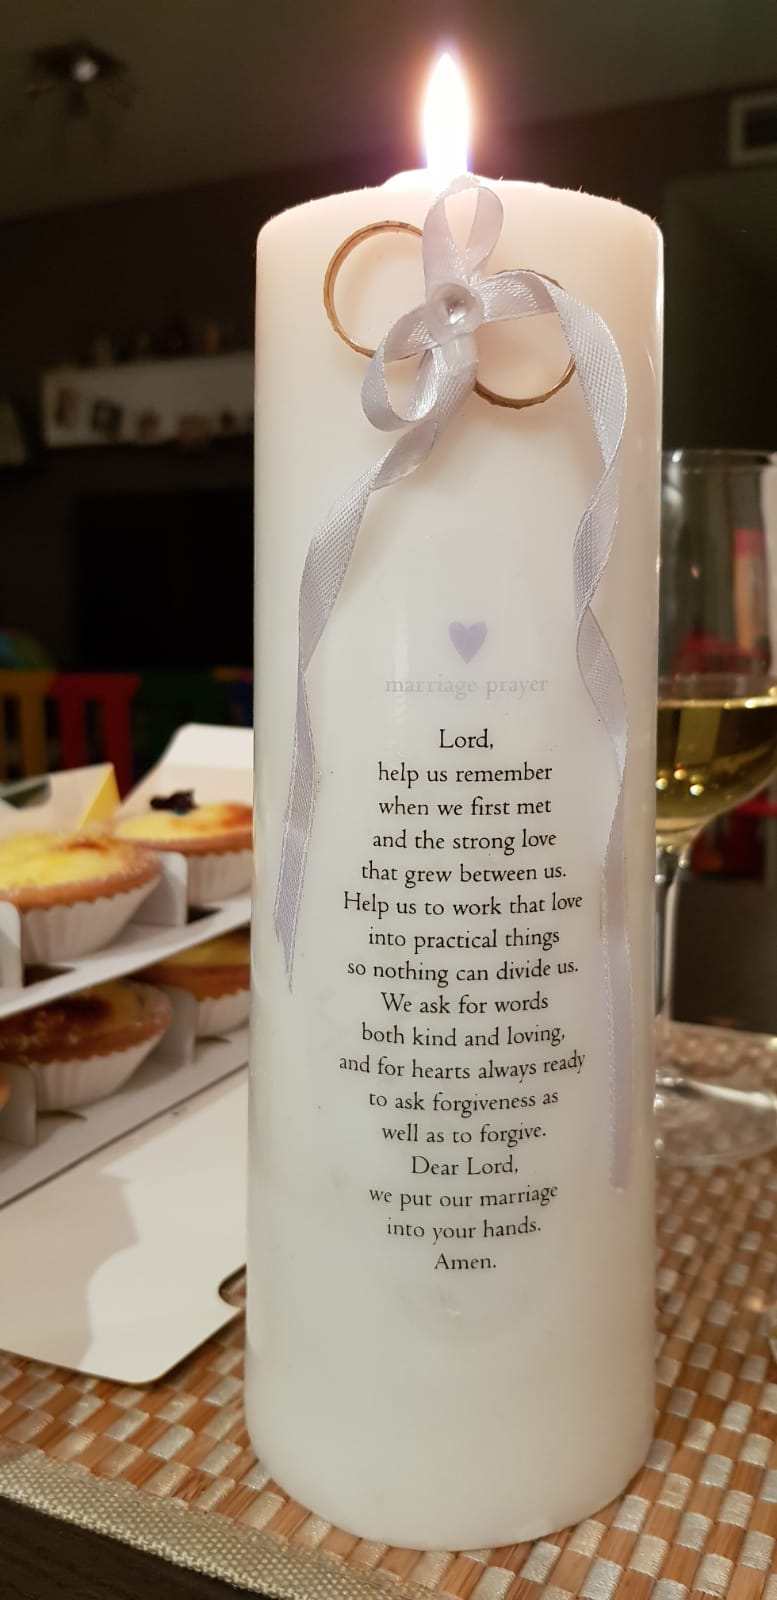 marriage prayer
Lord,
help us remember
when we first met
and the strong love
that grew between us.
Help us to work that love
into practical things
so nothing can divide us.
We ask for words
both kind and loving,
and for hearts always ready
to ask forgiveness as
well as to forgive.
Dear Lord,
we put our marriage
into your hands.
Amen.